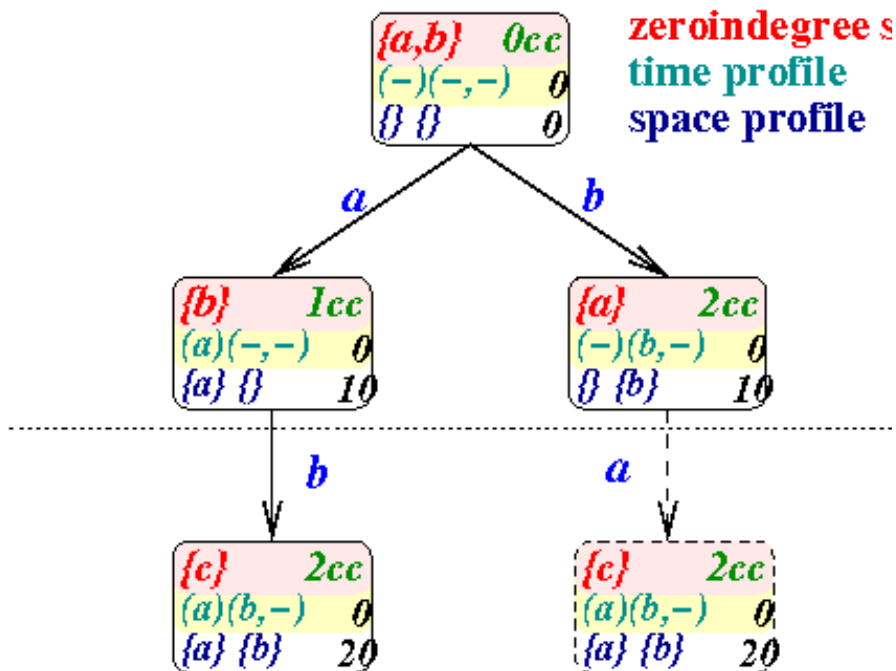 {a,b} 0cc
(−)(−,−) 0
{} {} 0
zeroindegree s
time profile
space profile
a
b
{b} 1cc
(a)(−,−) 0
{a} {} 10
{a} 2cc
(−)(b,−) 0
{} {b} 10
b
a
{c} 2cc
(a)(b,−) 0
{a} {b} 20
{c} 2cc
(a)(b,−) 0
{a} {b} 20